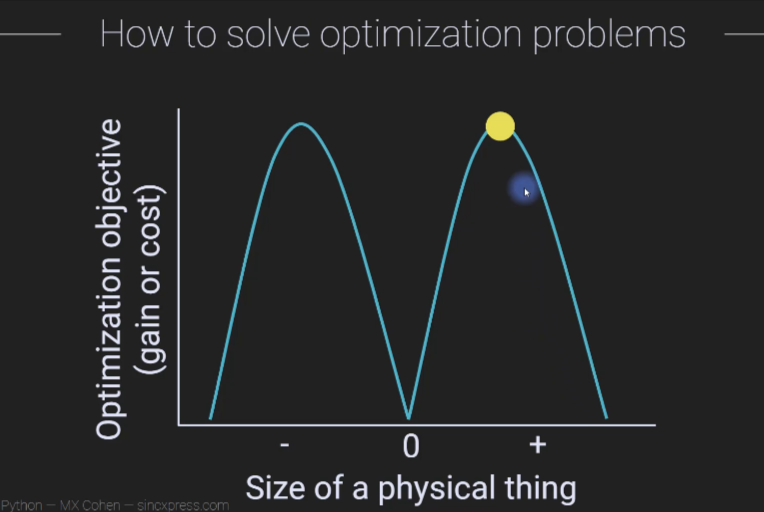 How to solve optimization problems
Optimization objective
(gain or cost)
- 0 +
Size of a physical thing
Python — MX Cohen — sincxpress.com